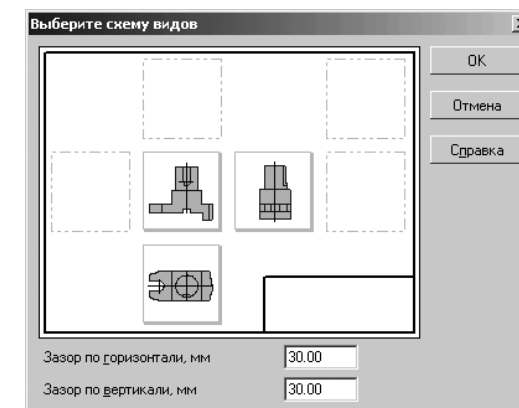 Выберите схему видов
OK
Отмена
Справка
Зазор по горизонтали, мм 30.00
Зазор по вертикали, мм 30.00